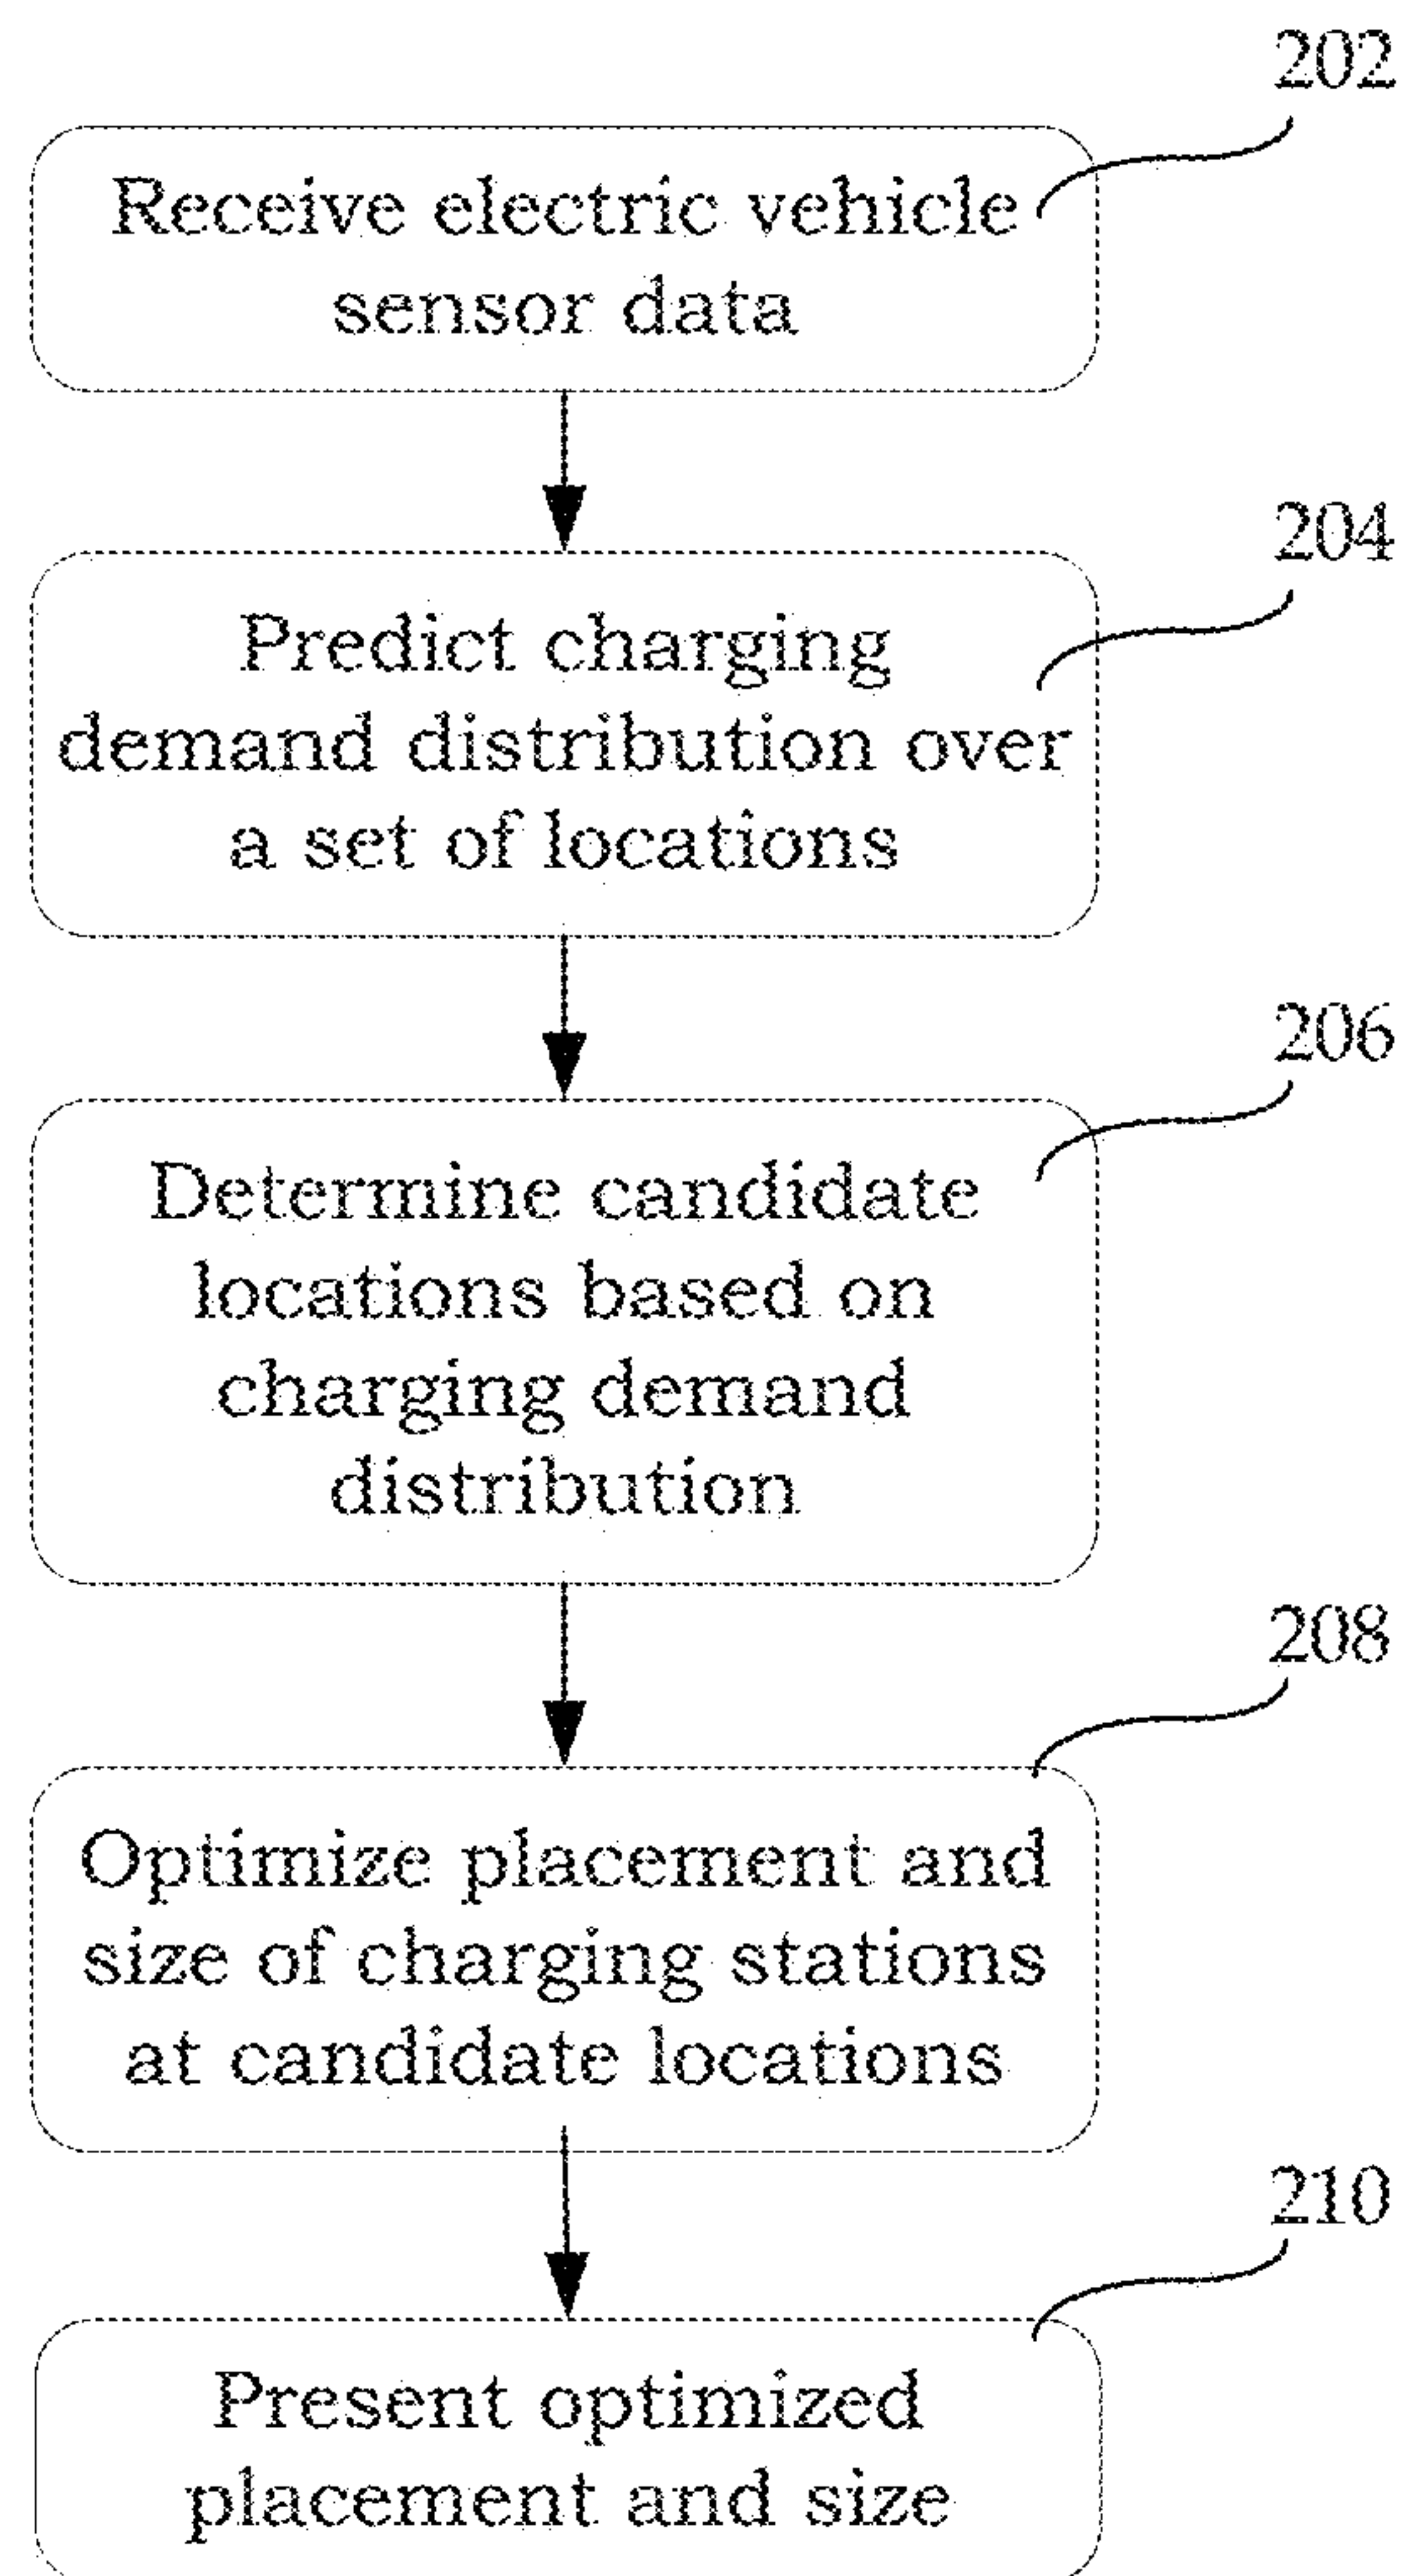 202
Receive electric vehicle
sensor data
204
Predict charging
demand distribution over
a set of locations
206
Determine candidate
locations based on
charging demand
distribution
208
Optimize placement and
size of charging stations
at candidate locations
210
Present optimized
placement and size